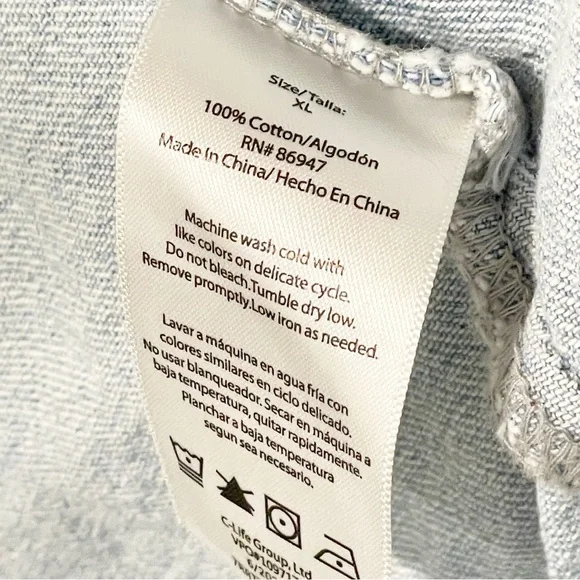 Size/Talla:
XL
100% Cotton/Algodón
RN# 86947
Made In China/ Hecho En China
Machine wash cold with
like colors on delicate cycle.
Do not bleach.Tumble dry low.
Remove promptly.Low iron as needed.
Lavar a máquina en agua fría con
colores similares en ciclo delicado.
No usar blanqueador. Secar en máquina a
baja temperatura, quitar rapidamente.
Planchar a baja temperatura
segun sea necesario.
C-Life Group, Ltd